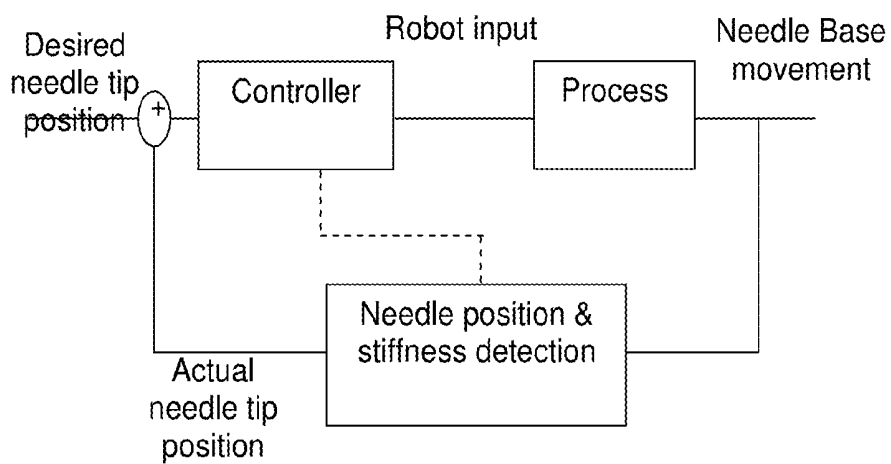 Desired
needle tip
position
+
Controller
Robot input
Process
Needle Base
movement
Needle position &
stiffness detection
Actual
needle tip
position